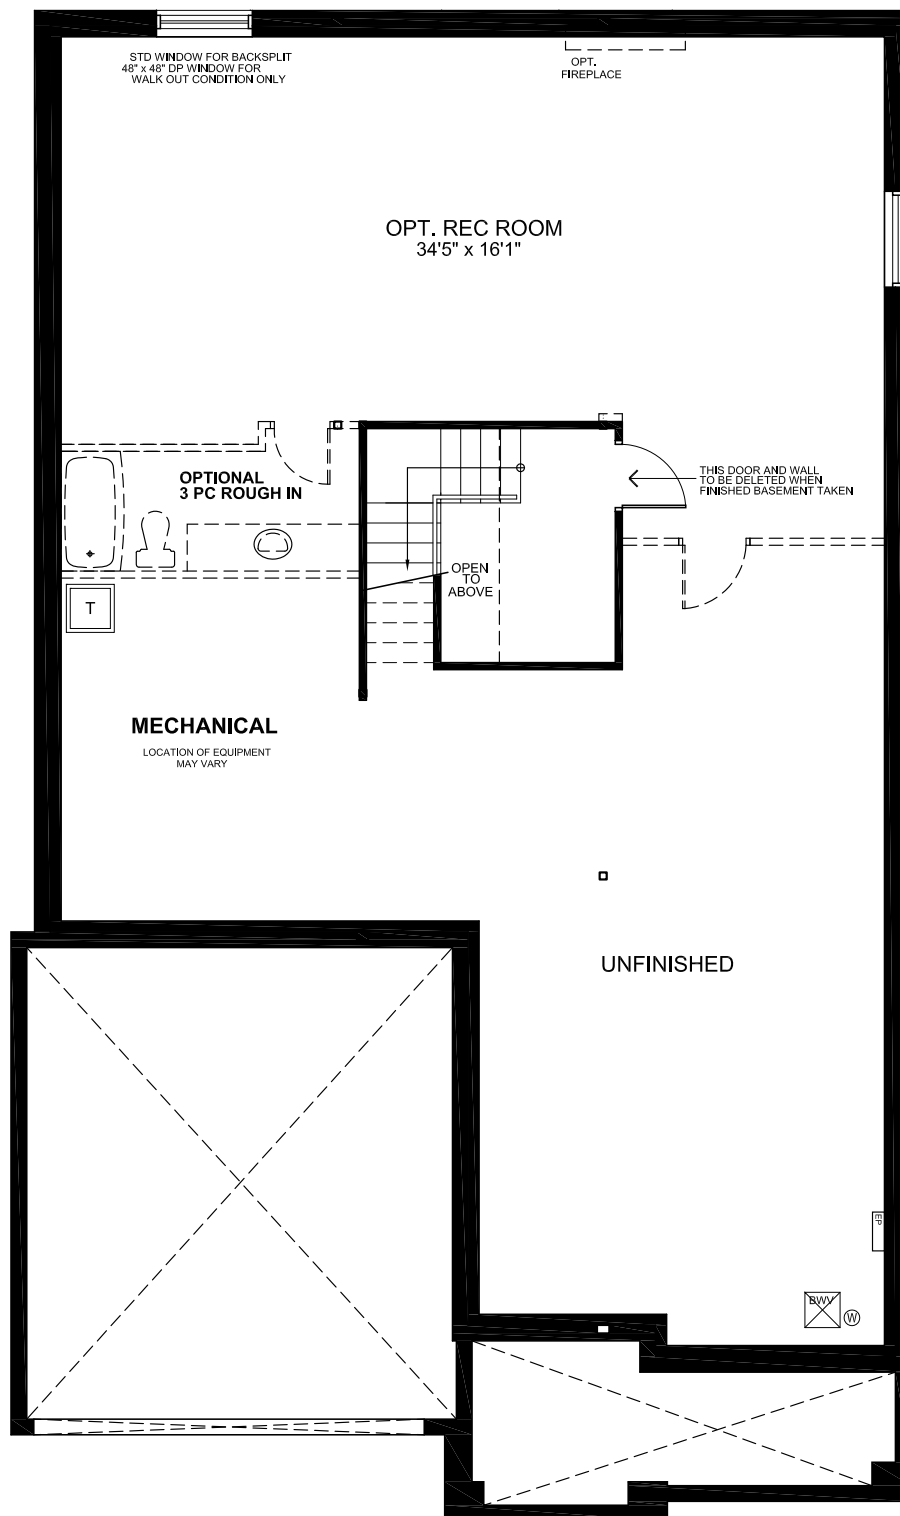 STD WINDOW FOR BACKSPLIT
48" x 48" DP WINDOW FOR
WALK OUT CONDITION ONLY
OPT.
FIREPLACE
OPT. REC ROOM
34'5" x 16'1"
OPTIONAL
3 PC ROUGH IN
THIS DOOR AND WALL
TO BE DELETED WHEN
FINISHED BASEMENT TAKEN
OPEN
TO
ABOVE
T
MECHANICAL
LOCATION OF EQUIPMENT
MAY VARY
UNFINISHED
EP
BWV
W